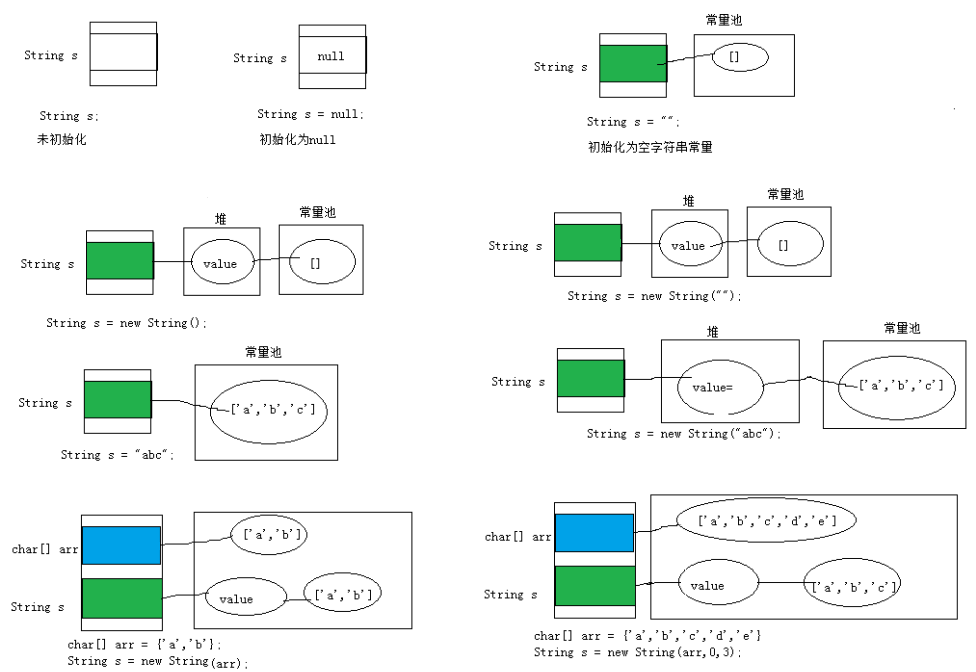 String s
String s;
未初始化
String s
null
String s = null;
初始化为null
常量池
String s
[]
String s = "";
初始化为空字符串常量
堆
常量池
String s
value
[]
String s = new String();
堆
常量池
String s
value
[]
String s = new String("");
常量池
String s
['a','b','c']
String s = "abc";
堆
常量池
String s
value=
['a','b','c']
String s = new String("abc");
char[] arr
['a','b']
String s
value
['a','b']
char[] arr = {'a','b'};
String s = new String(arr);
char[] arr
['a','b','c','d','e']
String s
value
['a','b','c']
char[] arr = {'a','b','c','d','e'}
String s = new String(arr,0,3);